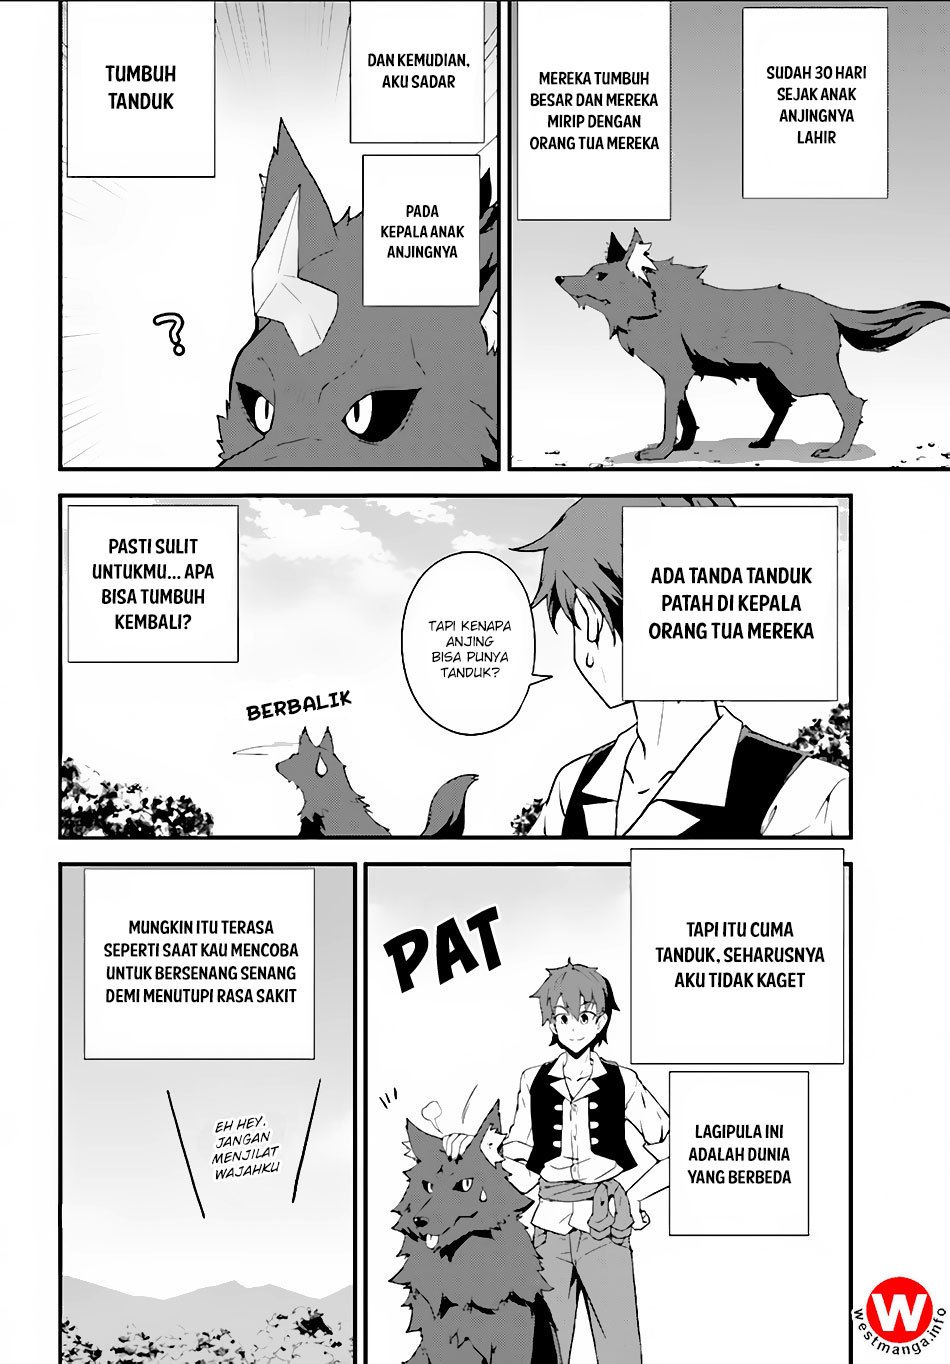 SUDAH 30 HARI
SEJAK ANAK
ANJINGNYA
LAHIR
MEREKA TUMBUH
BESAR DAN MEREKA
MIRIP DENGAN
ORANG TUA MEREKA
DAN KEMUDIAN,
AKU SADAR
PADA
KEPALA ANAK
ANJINGNYA
TUMBUH
TANDUK
?
ADA TANDA TANDUK
PATAH DI KEPALA
ORANG TUA MEREKA
TAPI KENAPA
ANJING
BISA PUNYA
TANDUK?
BERBALIK
PASTI SULIT
UNTUKMU... APA
BISA TUMBUH
KEMBALI?
TAPI ITU CUMA
TANDUK, SEHARUSNYA
AKU TIDAK KAGET
LAGIPULA INI
ADALAH DUNIA
YANG BERBEDA
PAT
MUNGKIN ITU TERASA
SEPERTI SAAT KAU MENCOBA
UNTUK BERSENANG SENANG
DEMI MENUTUPI RASA SAKIT
EH HEY,
JANGAN
MENJILAT
WAJAHKU
W
westmanga.info